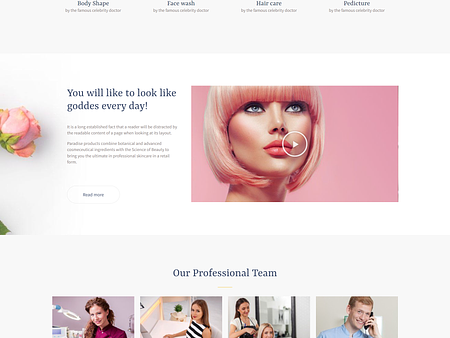 Body Shape
by the famous celebrity doctor
Face wash
by the famous celebrity doctor
Hair care
by the famous celebrity doctor
Pedicture
by the famous celebrity doctor
You will like to look like
goddes every day!
It is a long established fact that a reader will be distracted by
the readable content of a page when looking at its layout.
Paradise products combine botanical and advanced
cosmeceutical ingredients with the Science of Beauty to
bring you the ultimate in professional skincare in a retail
form.
Read more
Our Professional Team